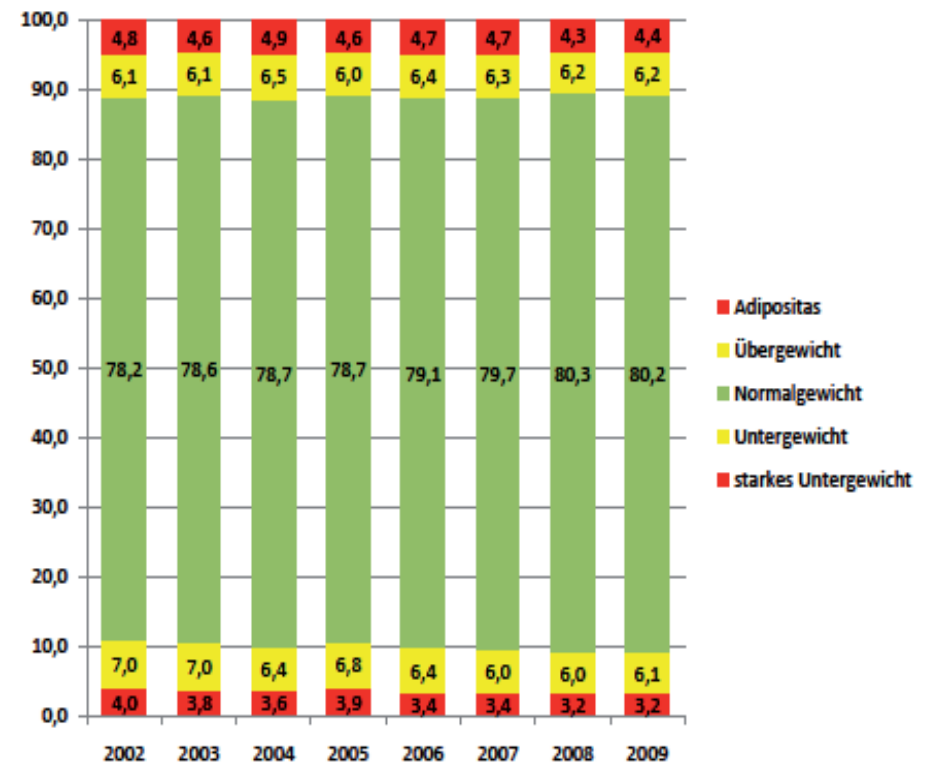 100,0
90,0
80,0
70,0
60,0
50,0
40,0
30,0
20,0
10,0
0,0
4,8 4,6 4,9 4,6 4,7 4,7 4,3 4,4
6,1 6,1 6,5 6,0 6,4 6,3 6,2 6,2
78,2 78,6 78,7 78,7 79,1 79,7 80,3 80,2
7,0 7,0 6,4 6,8 6,4 6,0 6,0 6,1
4,0 3,8 3,6 3,9 3,4 3,4 3,2 3,2
2002 2003 2004 2005 2006 2007 2008 2009
Adipositas
Übergewicht
Normalgewicht
Untergewicht
starkes Untergewicht